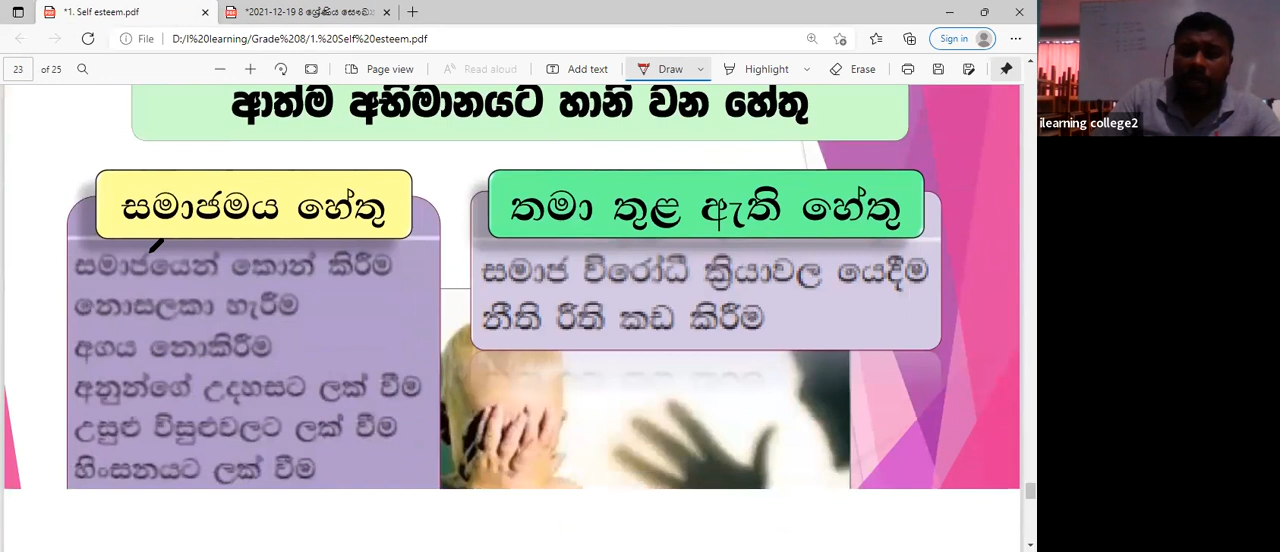 *1. Self esteem.pdf
*2021-12-19 8 ශ්‍රේණිය සෞඛ්‍ය
File D:/I%20learning/Grade%208/1.%20Self%20esteem.pdf
Sign in
23 of 25
Page view
Read aloud
Add text
Draw
Highlight
Erase
ilearning college2
ආත්ම අභිමානයට හානි වන හේතු
සමාජමය හේතු
සමාජයෙන් කොන් කිරීම
නොසලකා හැරීම
අගය නොකිරීම
අනුන්ගේ උදහසට ලක් වීම
උසුළු විසුළුවලට ලක් වීම
හිංසනයට ලක් වීම
තමා තුළ ඇති හේතු
සමාජ විරෝධී ක්‍රියාවල යෙදීම
නීති රීති කඩ කිරීම